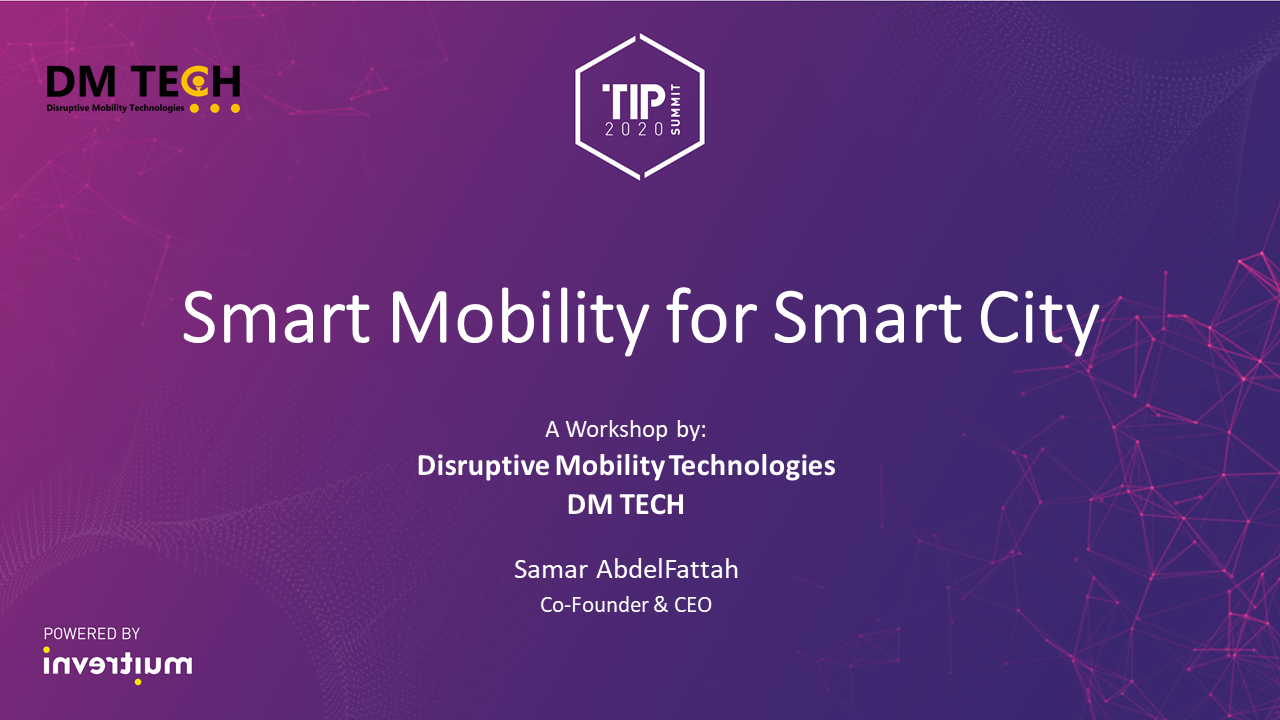 DM TECH
Disruptive Mobility Technologies
TIP
2020
SUMMIT
Smart Mobility for Smart City
A Workshop by:
Disruptive Mobility Technologies
DM TECH
Samar AbdelFattah
Co-Founder & CEO
POWERED BY
invertium